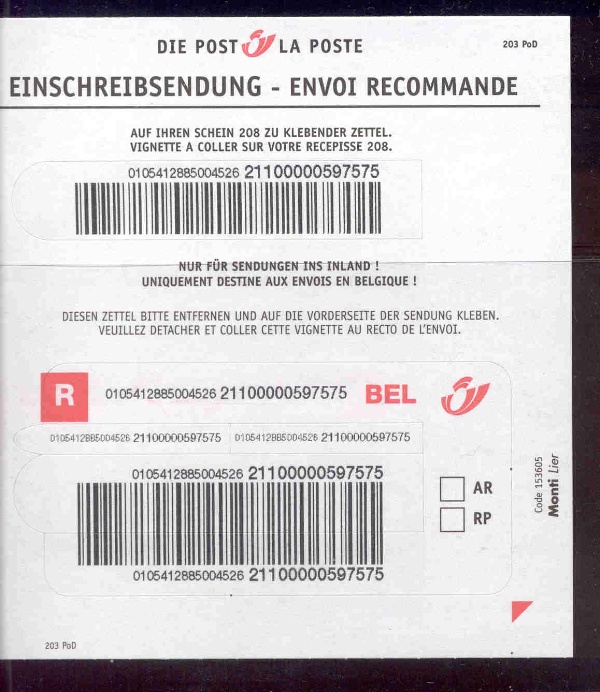 DIE POST LA POSTE
203 PoD
EINSCHREIBSENDUNG - ENVOI RECOMMANDE
AUF IHREN SCHEIN 208 ZU KLEBENDER ZETTEL.
VIGNETTE A COLLER SUR VOTRE RECEPISSE 208.
0105412885004526 21100000597575
NUR FÜR SENDUNGEN INS INLAND !
UNIQUEMENT DESTINE AUX ENVOIS EN BELGIQUE !
DIESEN ZETTEL BITTE ENTFERNEN UND AUF DIE VORDERSEITE DER SENDUNG KLEBEN.
VEUILLEZ DETACHER ET COLLER CETTE VIGNETTE AU RECTO DE L'ENVOI.
R 0105412885004526 21100000597575 BEL
0105412885004526 21100000597575 0105412885004526 21100000597575
0105412885004526 21100000597575
AR
RP
0105412885004526 21100000597575
Code 153605
Monti Lier
203 PoD